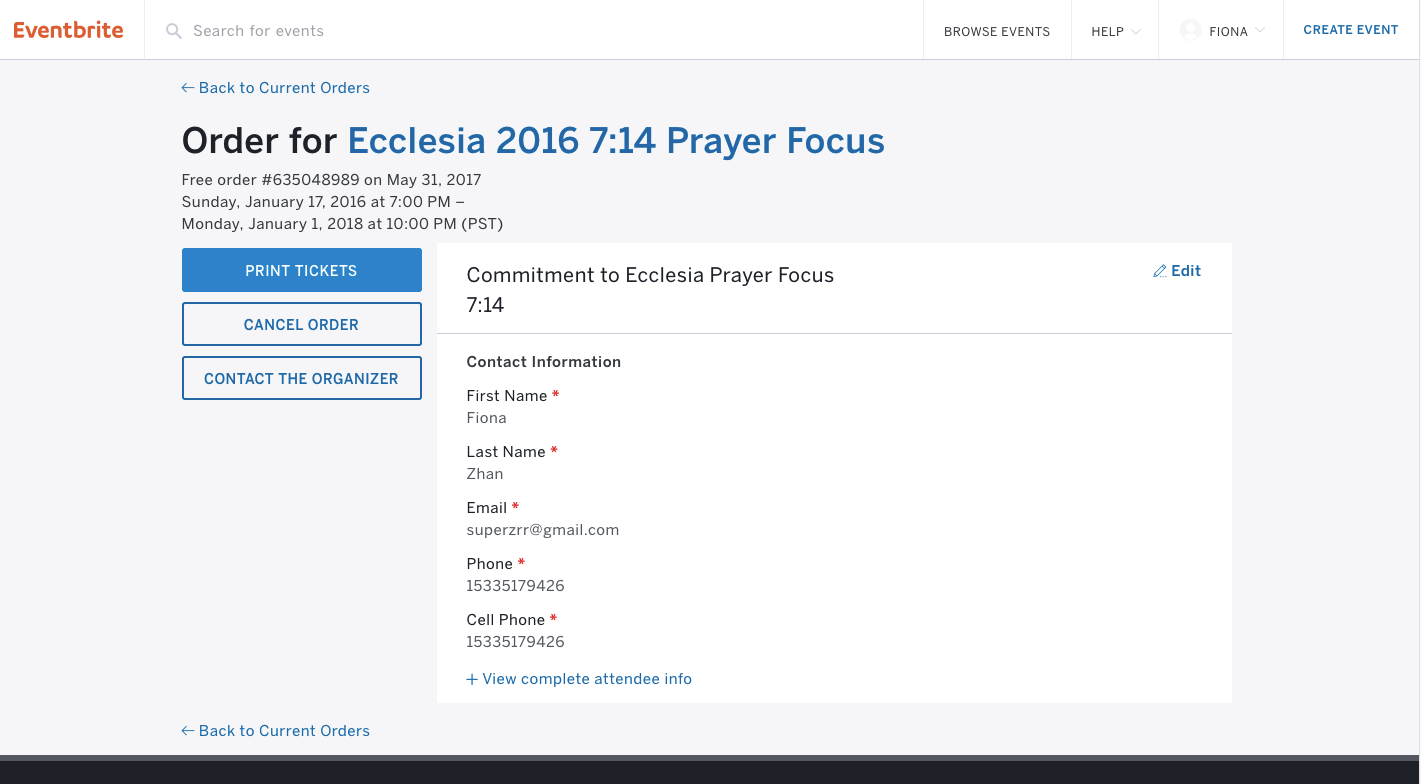 Eventbrite
Search for events
BROWSE EVENTS
HELP
FIONA
CREATE EVENT
← Back to Current Orders
Order for Ecclesia 2016 7:14 Prayer Focus
Free order #635048989 on May 31, 2017
Sunday, January 17, 2016 at 7:00 PM –
Monday, January 1, 2018 at 10:00 PM (PST)
PRINT TICKETS
CANCEL ORDER
CONTACT THE ORGANIZER
Commitment to Ecclesia Prayer Focus
7:14
Edit
Contact Information
First Name *
Fiona
Last Name *
Zhan
Email *
superzrr@gmail.com
Phone *
15335179426
Cell Phone *
15335179426
+ View complete attendee info
← Back to Current Orders